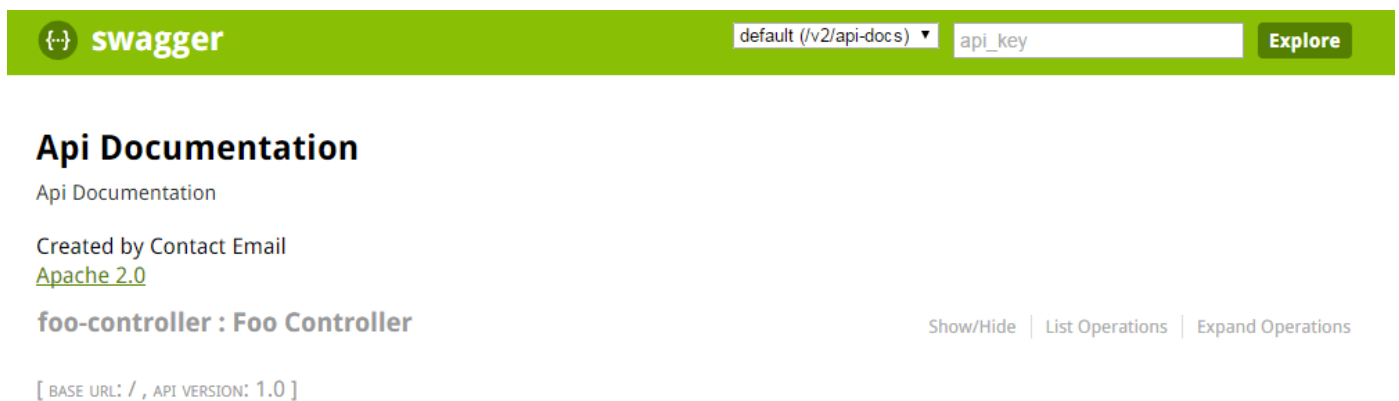 {···} swagger default (/v2/api-docs) ▼ api_key Explore
Api Documentation
Api Documentation
Created by Contact Email
Apache 2.0
foo-controller : Foo Controller Show/Hide List Operations Expand Operations
[ BASE URL: / , API VERSION: 1.0 ]